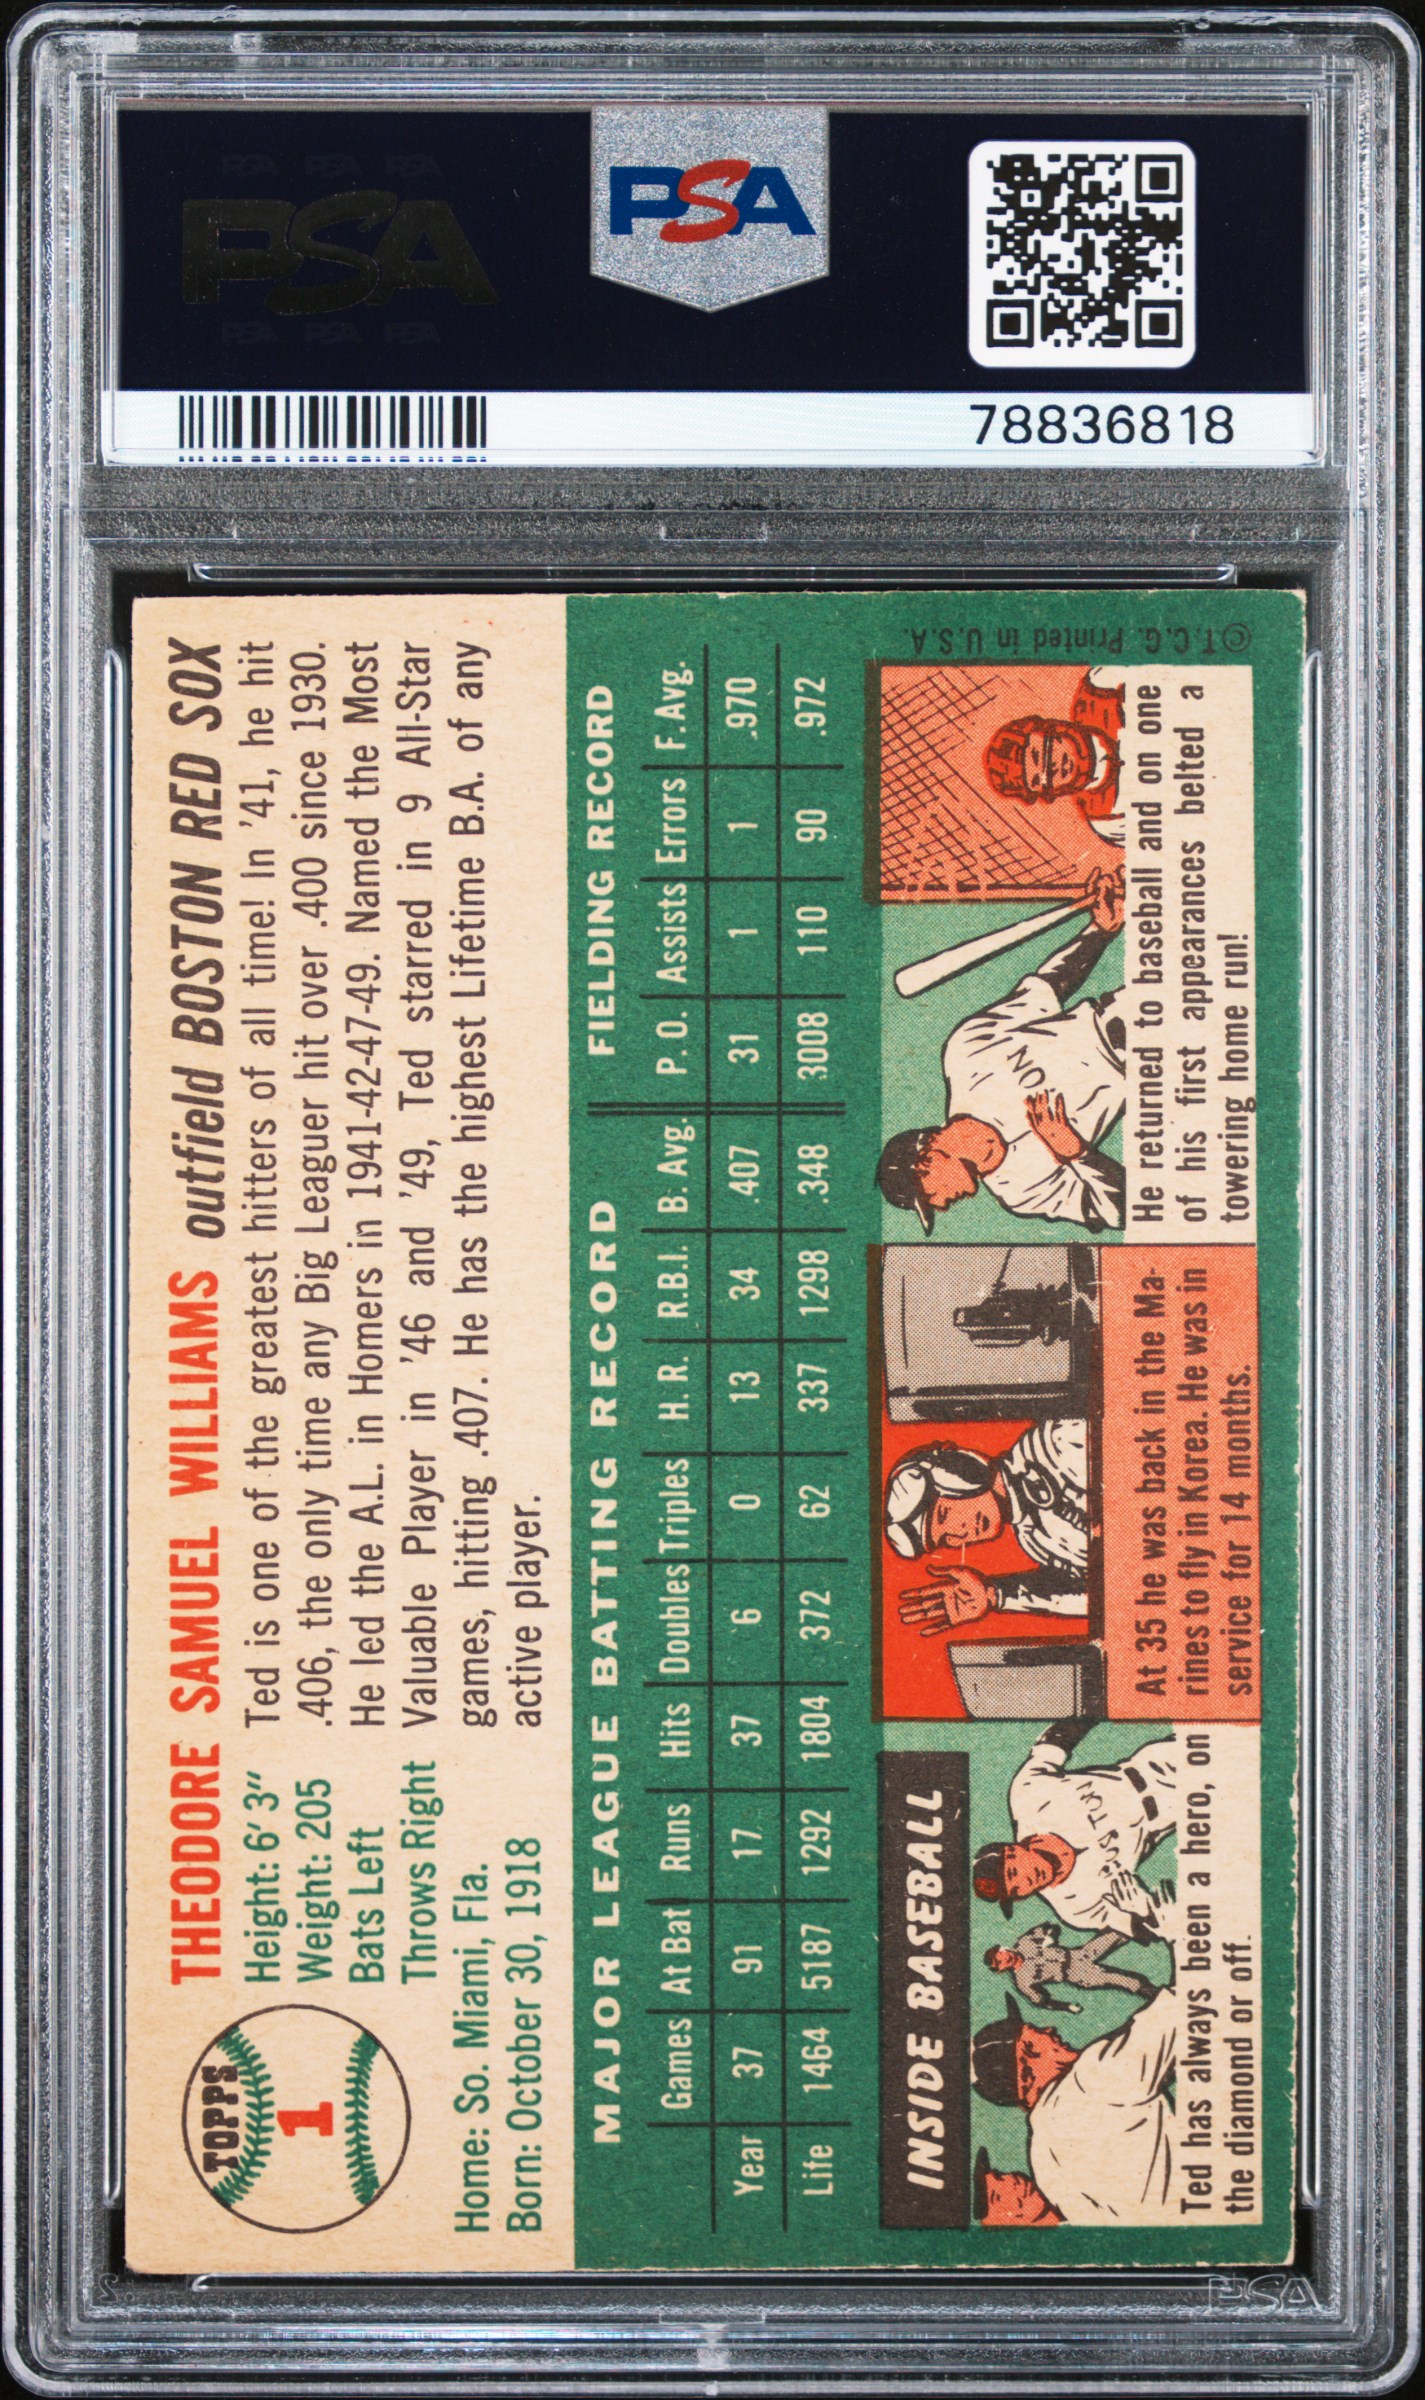 PSA PSA PSA
PSA
PSA PSA PSA
PSA
78836818
TOPPS
1
THEODORE SAMUEL WILLIAMS outfield BOSTON RED SOX
Height: 6' 3"
Weight: 205
Bats Left
Throws Right
Home: So. Miami, Fla.
Born: October 30, 1918
Ted is one of the greatest hitters of all time! In '41, he hit
.406, the only time any Big Leaguer hit over .400 since 1930.
He led the A.L. in Homers in 1941-42-47-49. Named the Most
Valuable Player in '46 and '49, Ted starred in 9 All-Star
games, hitting .407. He has the highest Lifetime B.A. of any
active player.
MAJOR LEAGUE BATTING RECORD FIELDING RECORD
Games At Bat Runs Hits Doubles Triples H. R. R.B.I. B. Avg. P. O. Assists Errors F. Avg.
Year 37 91 17 37 6 0 13 34 .407 31 1 1 .970
Life 1464 5187 1292 1804 372 62 337 1298 .348 3008 110 90 .972
INSIDE BASEBALL
Ted has always been a hero, on
the diamond or off.
At 35 he was back in the Ma-
rines to fly in Korea. He was in
service for 14 months.
He returned to baseball and on one
of his first appearances belted a
towering home run!
©T.C.G. Printed in U.S.A.
PSA